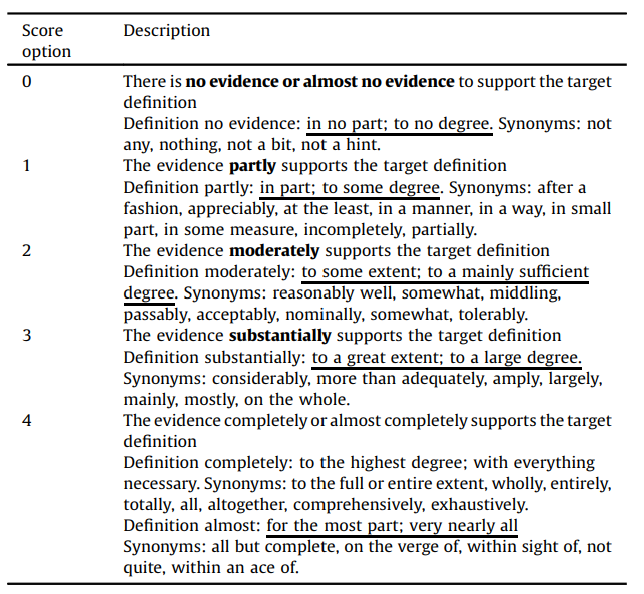 Score option Description
0 There is no evidence or almost no evidence to support the target
definition
Definition no evidence: in no part; to no degree. Synonyms: not
any, nothing, not a bit, not a hint.
1 The evidence partly supports the target definition
Definition partly: in part; to some degree. Synonyms: after a
fashion, appreciably, at the least, in a manner, in a way, in small
part, in some measure, incompletely, partially.
2 The evidence moderately supports the target definition
Definition moderately: to some extent; to a mainly sufficient
degree. Synonyms: reasonably well, somewhat, middling,
passably, acceptably, nominally, somewhat, tolerably.
3 The evidence substantially supports the target definition
Definition substantially: to a great extent; to a large degree.
Synonyms: considerably, more than adequately, amply, largely,
mainly, mostly, on the whole.
4 The evidence completely or almost completely supports the target
definition
Definition completely: to the highest degree; with everything
necessary. Synonyms: to the full or entire extent, wholly, entirely,
totally, all, altogether, comprehensively, exhaustively.
Definition almost: for the most part; very nearly all
Synonyms: all but complete, on the verge of, within sight of, not
quite, within an ace of.